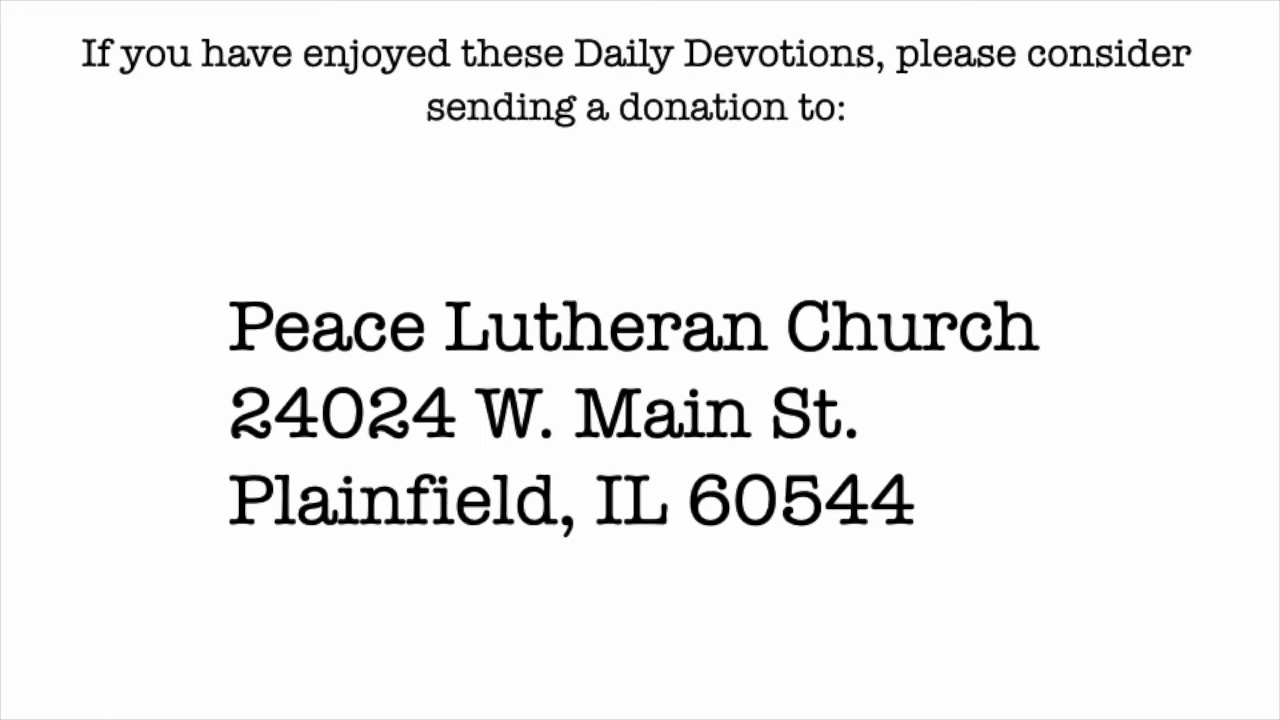 If you have enjoyed these Daily Devotions, please consider
sending a donation to:
Peace Lutheran Church
24024 W. Main St.
Plainfield, IL 60544